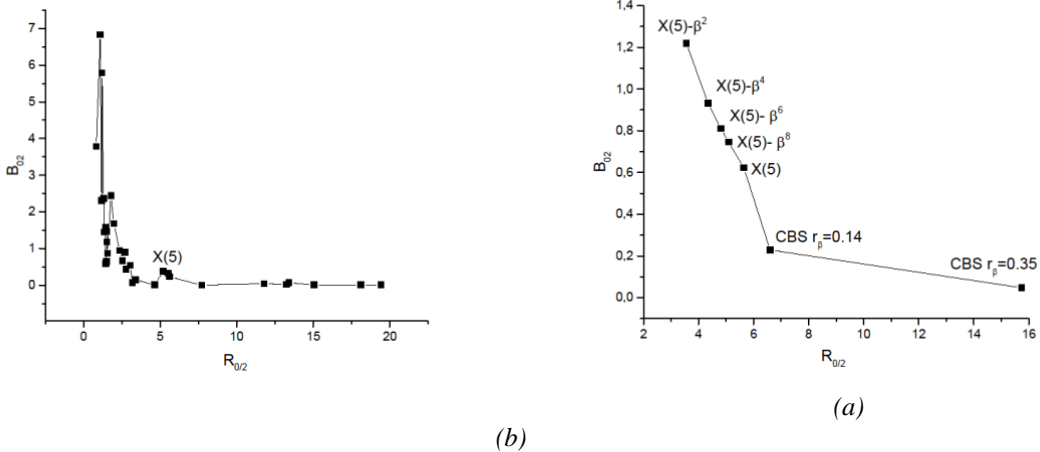 7
6
5
4
3
2
1
0
B₀₂
X(5)
0 5 10 15 20
R₀/₂
(b)
1,4
1,2
1,0
0,8
0,6
0,4
0,2
0,0
B₀₂
X(5)-β²
X(5)-β⁴
X(5)- β⁶
X(5)- β⁸
X(5)
CBS rᵦ=0.14
CBS rᵦ=0.35
2 4 6 8 10 12 14 16
R₀/₂
(a)